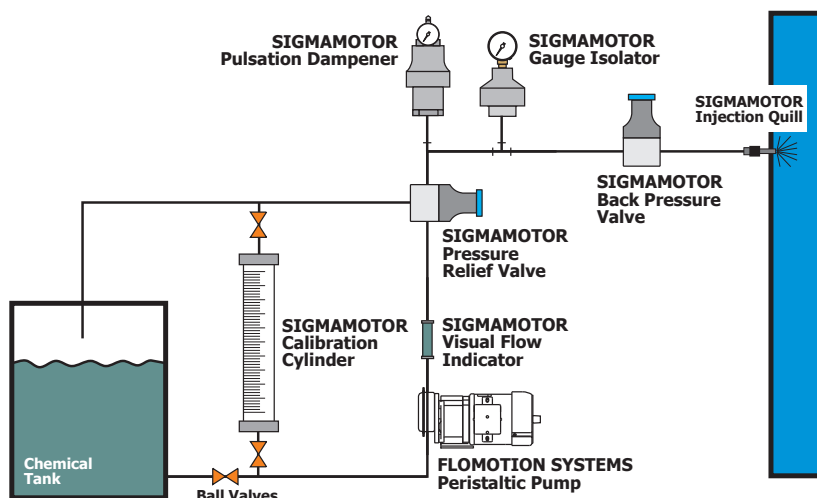 SIGMAMOTOR
Pulsation Dampener
SIGMAMOTOR
Gauge Isolator
SIGMAMOTOR
Injection Quill
SIGMAMOTOR
Back Pressure
Valve
SIGMAMOTOR
Pressure
Relief Valve
SIGMAMOTOR
Calibration
Cylinder
SIGMAMOTOR
Visual Flow
Indicator
Chemical
Tank
Ball Valves
FLOMOTION SYSTEMS
Peristaltic Pump